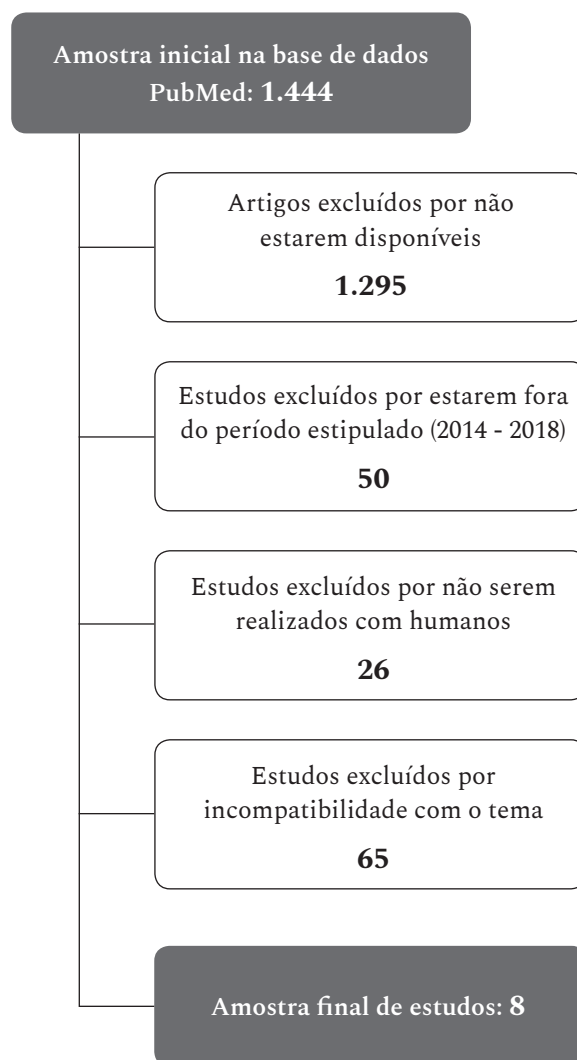 Amostra inicial na base de dados
PubMed: 1.444
Artigos excluídos por não
estarem disponíveis
1.295
Estudos excluídos por estarem fora
do período estipulado (2014 - 2018)
50
Estudos excluídos por não serem
realizados com humanos
26
Estudos excluídos por
incompatibilidade com o tema
65
Amostra final de estudos: 8